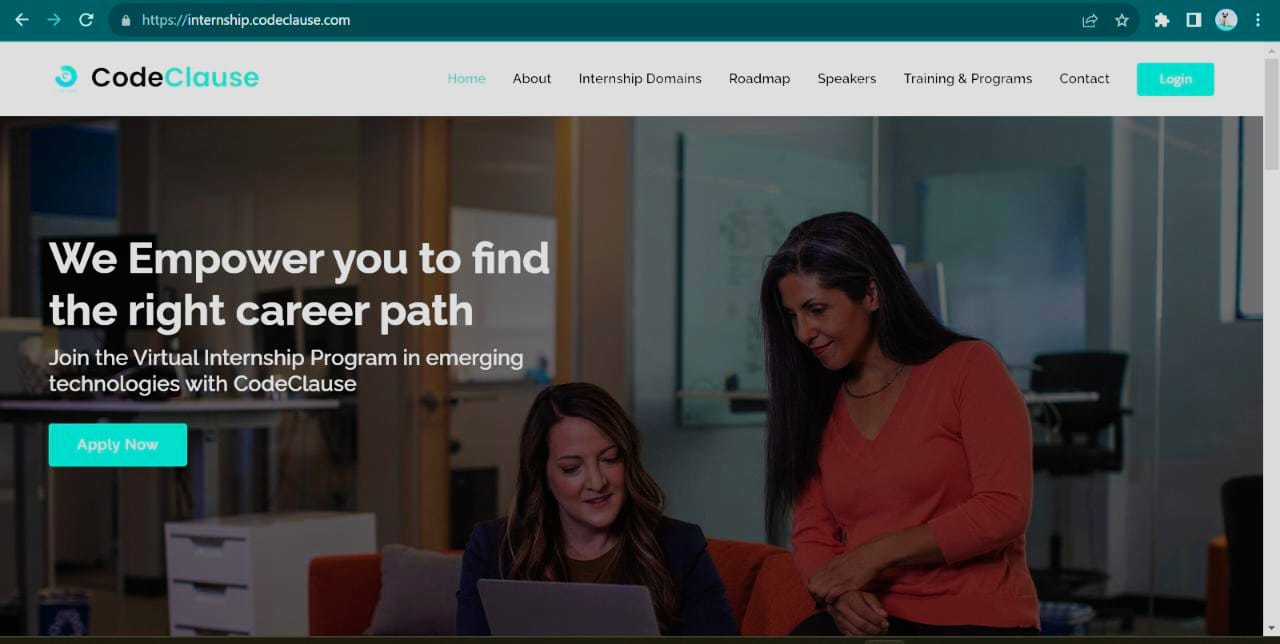 https://internship.codeclause.com
CodeClause
Home About Internship Domains Roadmap Speakers Training & Programs Contact Login
We Empower you to find
the right career path
Join the Virtual Internship Program in emerging
technologies with CodeClause
Apply Now